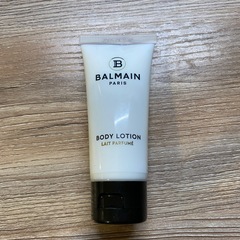 B
BALMAIN
PARIS
BODY LOTION
LAIT PARFUMÉ